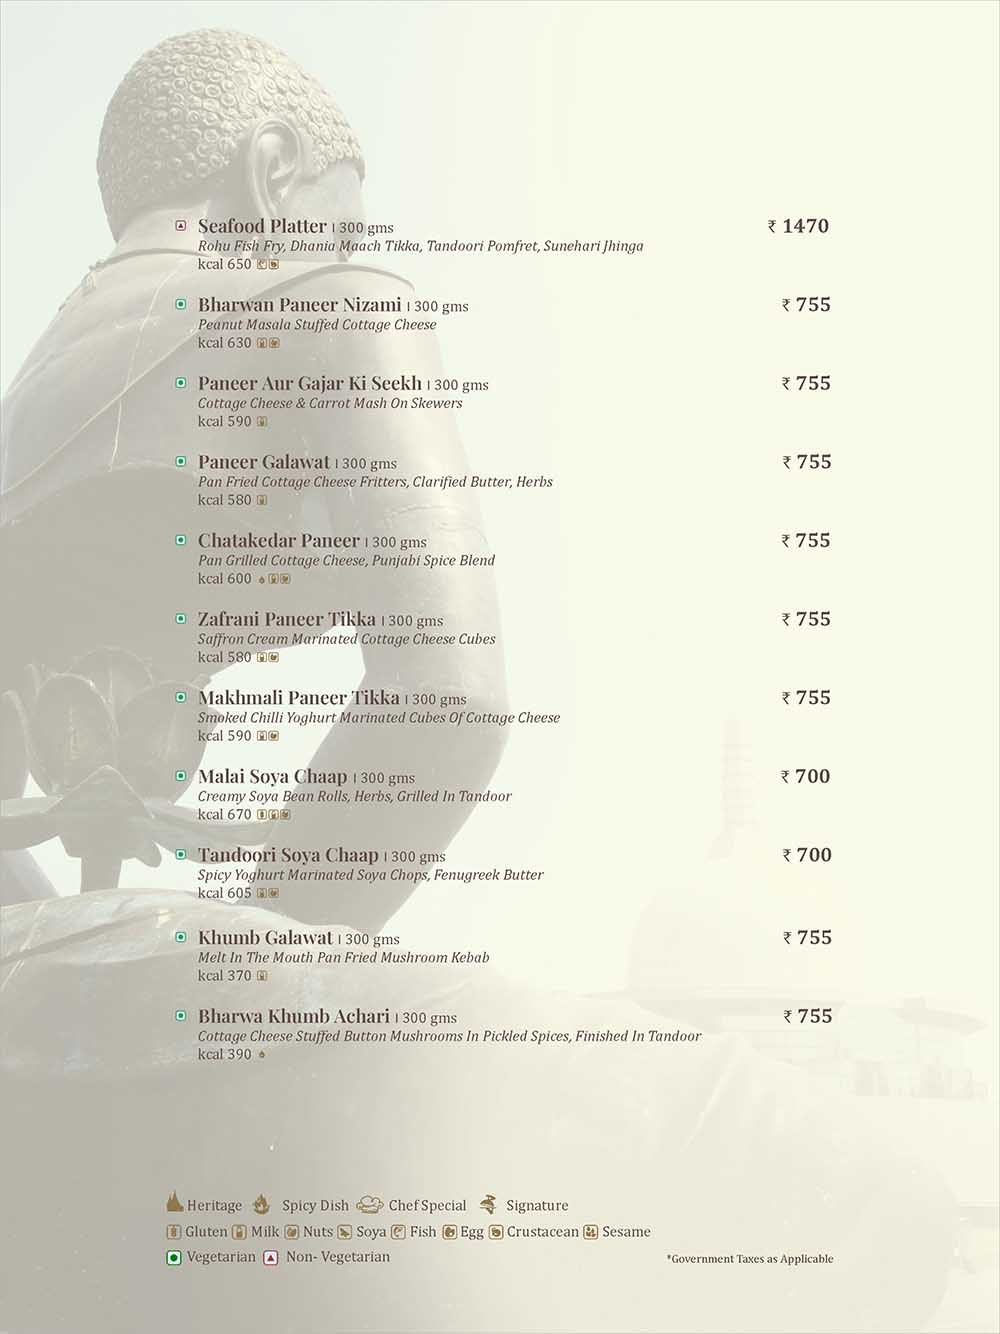 Seafood Platter | 300 gms ₹ 1470
Rohu Fish Fry, Dhania Maach Tikka, Tandoori Pomfret, Sunehari Jhinga
kcal 650
Bharwan Paneer Nizami | 300 gms ₹ 755
Peanut Masala Stuffed Cottage Cheese
kcal 630
Paneer Aur Gajar Ki Seekh | 300 gms ₹ 755
Cottage Cheese & Carrot Mash On Skewers
kcal 590
Paneer Galawat | 300 gms ₹ 755
Pan Fried Cottage Cheese Fritters, Clarified Butter, Herbs
kcal 580
Chatakedar Paneer | 300 gms ₹ 755
Pan Grilled Cottage Cheese, Punjabi Spice Blend
kcal 600
Zafrani Paneer Tikka | 300 gms ₹ 755
Saffron Cream Marinated Cottage Cheese Cubes
kcal 580
Makhmali Paneer Tikka | 300 gms ₹ 755
Smoked Chilli Yoghurt Marinated Cubes Of Cottage Cheese
kcal 590
Malai Soya Chaap | 300 gms ₹ 700
Creamy Soya Bean Rolls, Herbs, Grilled In Tandoor
kcal 670
Tandoori Soya Chaap | 300 gms ₹ 700
Spicy Yoghurt Marinated Soya Chops, Fenugreek Butter
kcal 605
Khumb Galawat | 300 gms ₹ 755
Melt In The Mouth Pan Fried Mushroom Kebab
kcal 370
Bharwa Khumb Achari | 300 gms ₹ 755
Cottage Cheese Stuffed Button Mushrooms In Pickled Spices, Finished In Tandoor
kcal 390
Heritage Spicy Dish Chef Special Signature
Gluten Milk Nuts Soya Fish Egg Crustacean Sesame
Vegetarian Non- Vegetarian *Government Taxes as Applicable